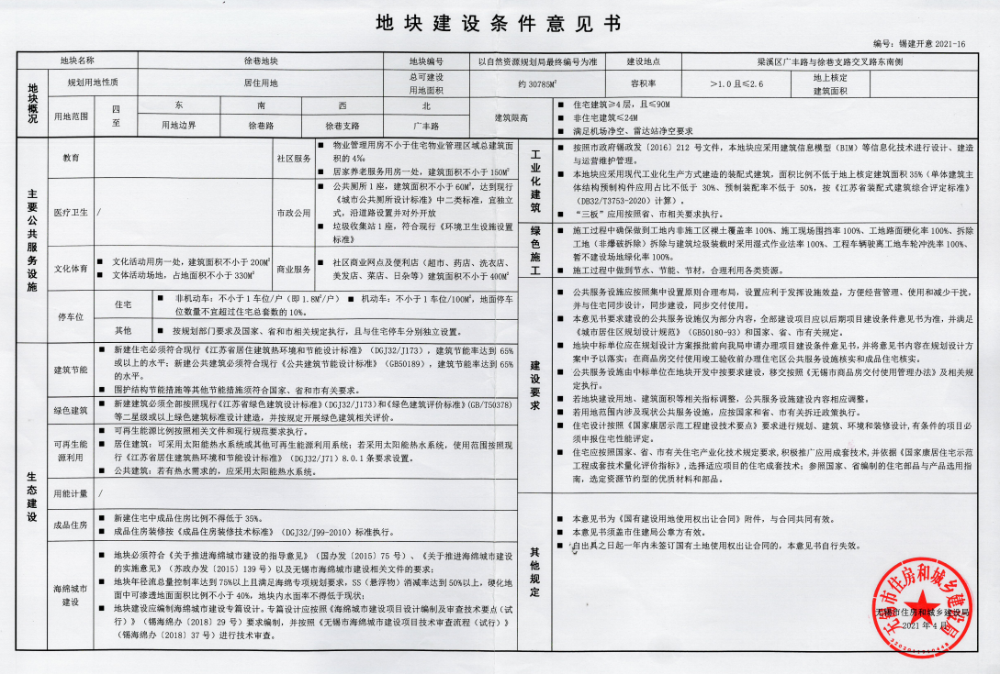 地块建设条件意见书
编号：锡建开意 2021-16
地块名称
徐巷地块
地块编号
以自然资源规划局最终编号为准
建设地点
梁溪区广丰路与徐巷支路交叉路东南侧
地块概况
规划用地性质
居住用地
总可建设
用地面积
约 30785M²
容积率
＞1.0 且≤2.6
地上核定
建筑面积
用地范围
四
至
东
南
西
北
用地边界
徐巷路
徐巷支路
广丰路
建筑限高
■ 住宅建筑≥4 层，且≤90M
■ 非住宅建筑≤24M
■ 满足机场净空、雷达站净空要求
主要公共服务设施
教育
社区服务
■ 物业管理用房不小于住宅物业管理区域总建筑面
积的 4‰
■ 居家养老服务用房一处，建筑面积不小于 150M²
医疗卫生
/
市政公用
■ 公共厕所 1 座，建筑面积不小于 60M²，达到现行
《城市公共厕所设计标准》中二类标准，宜独立
式，沿道路设置并对外开放
■ 垃圾收集站 1 座，符合现行《环境卫生设施设置
标准》
文化体育
■ 文化活动用房一处，建筑面积不小于 200M²
■ 文体活动场地，占地面积不小于 330M²
商业服务
■ 社区商业网点及便利店（超市、药店、洗衣店、
美发店、菜店、日杂等）建筑面积不小于 400M²
停车位
住宅
■ 非机动车：不小于 1 车位/户（即 1.8M²/户） ■ 机动车：不小于 1 车位/100M²，地面停车
位数量不宜超过住宅总套数的 10%。
其他
■ 按规划部门要求及国家、省和市相关规定执行，且与住宅停车分别独立设置。
生态建设
建筑节能
■ 新建住宅必须符合现行《江苏省居住建筑热环境和节能设计标准》（DGJ32/J173），建筑节能率达到 65%
或以上的水平；新建公共建筑必须符合现行《公共建筑节能设计标准》（GB50189），建筑节能率达到 65%
的水平。
■ 围护结构节能措施等其他节能措施须符合国家、省和市有关要求。
绿色建筑
■ 新建建筑必须全部按照现行《江苏省绿色建筑设计标准》（DGJ32/J173）和《绿色建筑评价标准》（GB/T50378）
等二星级或以上绿色建筑标准设计建造，并按规定开展绿色建筑相关评价。
可再生能
源利用
■ 可再生能源比例按照相关文件和现行规范要求执行。
■ 居住建筑：可采用太阳能热水系统或其他可再生能源利用系统；若采用太阳能热水系统，使用范围按照现
行《江苏省居住建筑热环境和节能设计标准》（DGJ32/J71）8.0.1 条要求设置。
■ 公共建筑：若有热水需求的，应采用太阳能热水系统。
用能计量
/
成品住房
■ 新建住宅中成品住房比例不得低于 35%。
■ 成品住房装修按《成品住房装修技术标准》（DGJ32/J99-2010）标准执行。
海绵城市
建设
■ 地块必须符合《关于推进海绵城市建设的指导意见》（国办发〔2015〕75 号）、《关于推进海绵城市建设
的实施意见》（苏政办发〔2015〕139 号）以及无锡市海绵城市建设相关文件的要求；
■ 地块年径流总量控制率达到 75%以上且满足海绵专项规划要求，SS（悬浮物）消减率达到 50%以上，硬化地
面中可渗透地面面积比例不小于 40%，地块内水面率不得低于现状；
■ 地块建设应编制海绵城市建设专篇设计。专篇设计应按照《海绵城市建设项目设计编制及审查技术要点（试
行）》（锡海绵办〔2018〕29 号）要求编制，并按照《无锡市海绵城市建设项目技术审查流程（试行）》
（锡海绵办〔2018〕37 号）进行技术审查。
工业化建筑
■ 按照市政府锡政发〔2016〕212 号文件，本地块应采用建筑信息模型（BIM）等信息化技术进行设计、建造
与运营维护管理。
■ 本地块应采用现代工业化生产方式建造的装配式建筑，面积比例不低于地上核定建筑面积 35%（单体建筑主
体结构预制构件应用占比不低于 30%、预制装配率不低于 50%，按《江苏省装配式建筑综合评定标准》
（DB32/T3753-2020）计算）。
■ “三板”应用按照省、市相关要求执行。
绿色施工
■ 施工过程中确保做到工地内非施工区裸土覆盖率 100%、施工现场围挡率 100%、工地路面硬化率 100%、拆除
工地（非爆破拆除）拆除与建筑垃圾装载时采用湿式作业法率 100%、工程车辆驶离工地车轮冲洗率 100%、
暂不建设场地绿化率 100%。
■ 施工过程中做到节水、节能、节材，合理利用各类资源。
建设要求
■ 公共服务设施应按照集中设置原则合理布局，设置应利于发挥设施效益，方便经营管理、使用和减少干扰，
并与住宅同步设计，同步建设，同步交付使用。
■ 本意见书要求建设的公共服务设施仅为部分内容，全部建设项目应以后期项目建设条件意见书为准，并满足
《城市居住区规划设计规范》（GB50180-93）和国家、省、市有关规定。
■ 地块中标单位应在规划设计方案报批前向我局申请办理项目建设条件意见书，并将意见书内容在规划设计方
案中予以落实；在商品房交付使用竣工验收前办理住宅区公共服务设施核实和成品住宅核实。
■ 公共服务设施由中标单位在地块开发中按要求建设，移交按照《无锡市商品房交付使用管理办法》及相关规
定执行。
■ 若地块建设用地、建筑面积等相关指标调整，公共服务设施建设内容相应调整。
■ 若用地范围内涉及现状公共服务设施，应按国家和省、市有关拆迁政策执行。
■ 住宅设计按照《国家康居示范工程建设技术要点》要求进行规划、建筑、环境和装修设计,有条件的项目必
须申报住宅性能评定。
■ 住宅应按照国家、省、市有关住宅产业化技术规定要求,积极推广应用成套技术,并依据《国家康居住宅示范
工程成套技术量化评价指标》,选择适应项目的住宅成套技术；参照国家、省编制的住宅部品与产品选用指
南，选定资源节约型的优质材料和部品。
其他规定
■ 本意见书为《国有建设用地使用权出让合同》附件，与合同共同有效。
■ 本意见书须盖市住建局公章方有效。
■ 自出具之日起一年内未签订国有土地使用权出让合同的，本意见书自行失效。
无锡市住房和城乡建设局
无锡市住房和城乡建设局
2021 年 4 月